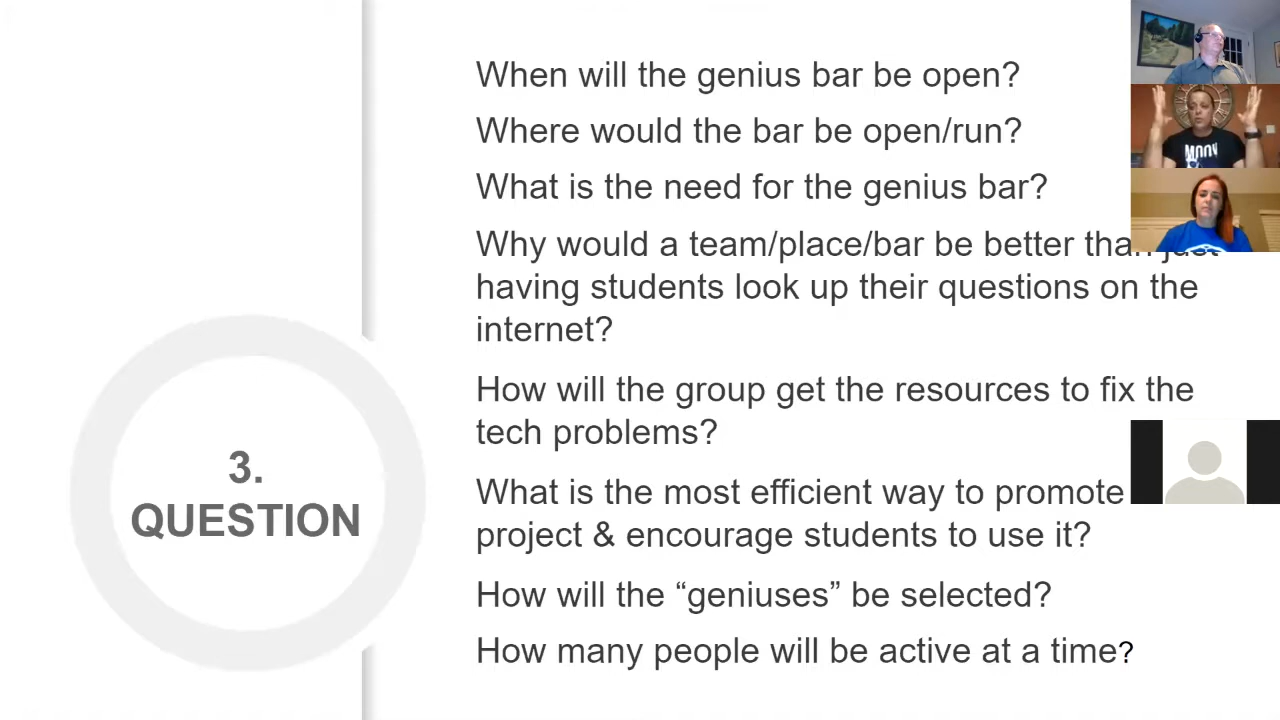 When will the genius bar be open?
Where would the bar be open/run?
What is the need for the genius bar?
Why would a team/place/bar be better than just
having students look up their questions on the
internet?
How will the group get the resources to fix the
tech problems?
What is the most efficient way to promote
project & encourage students to use it?
How will the “geniuses” be selected?
How many people will be active at a time?
3.
QUESTION
MOON